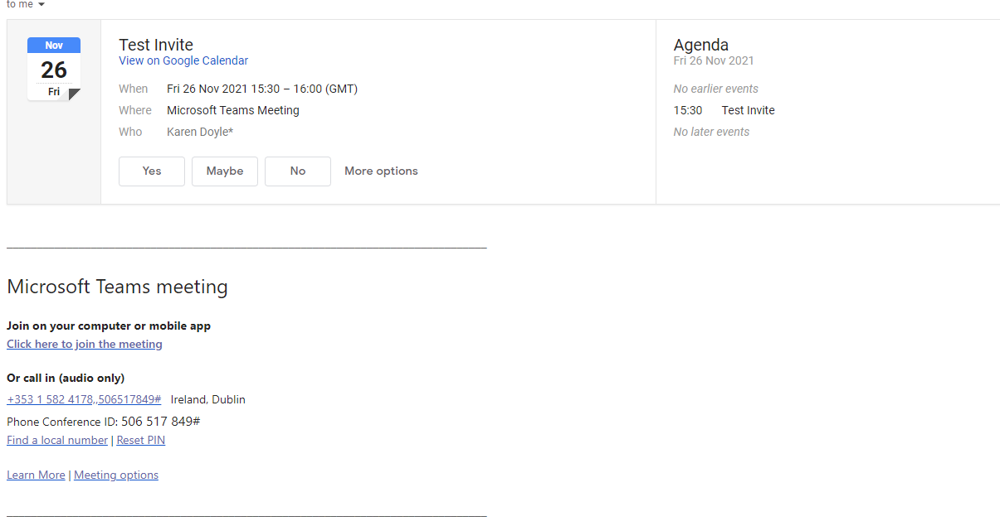 to me
Nov
26
Fri
Test Invite
View on Google Calendar
When Fri 26 Nov 2021 15:30 – 16:00 (GMT)
Where Microsoft Teams Meeting
Who Karen Doyle*
Yes Maybe No More options
Agenda
Fri 26 Nov 2021
No earlier events
15:30 Test Invite
No later events
Microsoft Teams meeting
Join on your computer or mobile app
Click here to join the meeting
Or call in (audio only)
+353 1 582 4178,,506517849# Ireland, Dublin
Phone Conference ID: 506 517 849#
Find a local number | Reset PIN
Learn More | Meeting options